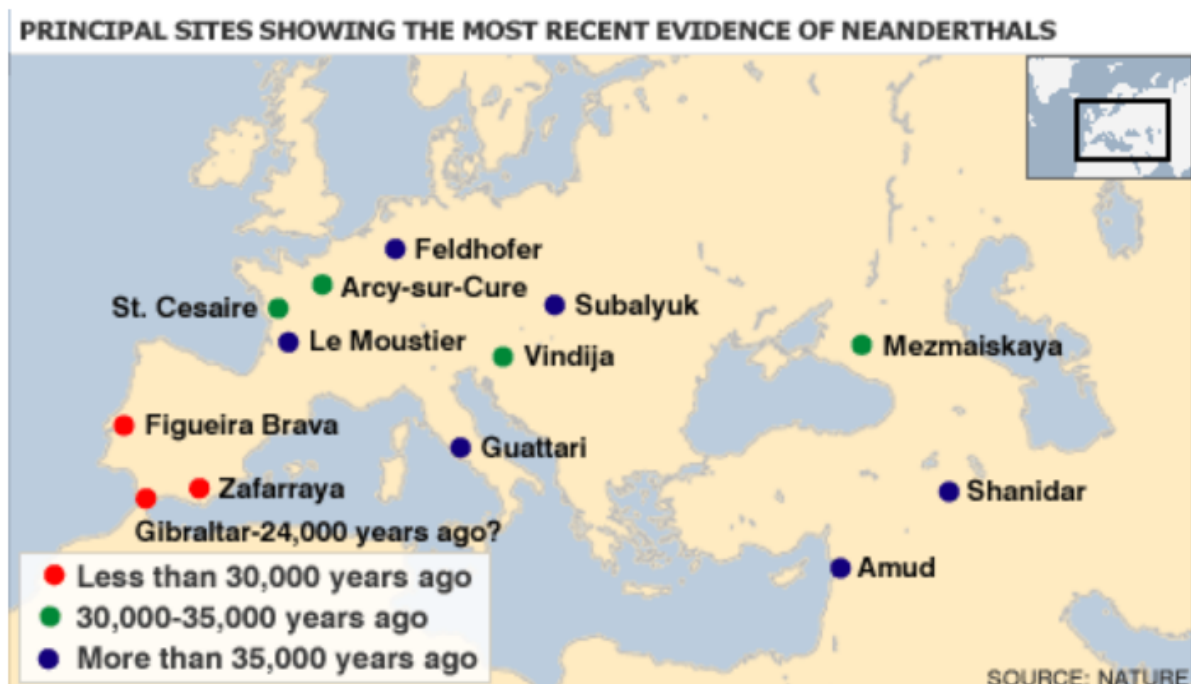 PRINCIPAL SITES SHOWING THE MOST RECENT EVIDENCE OF NEANDERTHALS
Feldhofer
Arcy-sur-Cure
St. Cesaire
Subalyuk
Le Moustier
Vindija
Mezmaiskaya
Figueira Brava
Guattari
Zafarraya
Shanidar
Gibraltar-24,000 years ago?
Amud
Less than 30,000 years ago
30,000-35,000 years ago
More than 35,000 years ago
SOURCE: NATURE